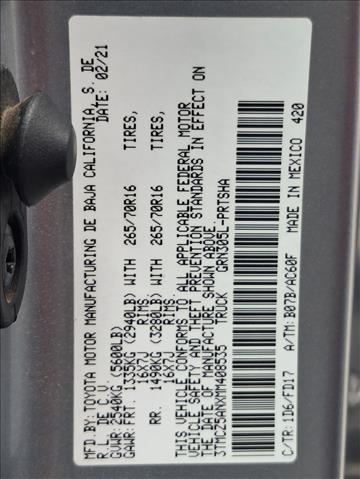 MFD.BY:TOYOTA MOTOR MANUFACTURING DE BAJA CALIFORNIA, S. DE
R.L. DE C.V. DATE: 02/21
GVWR: 2540KG (5600LB)
GAWR: FRT. 1335KG (2940LB) WITH 265/70R16 TIRES,
16X7J RIMS,
RR. 1490KG (3280LB) WITH 265/70R16 TIRES,
16X7J RIMS,
THIS VEHICLE CONFORMS TO ALL APPLICABLE FEDERAL MOTOR
VEHICLE SAFETY AND THEFT PREVENTION STANDARDS IN EFFECT ON
THE DATE OF MANUFACTURE SHOWN ABOVE.
3TMCZ5ANXMM408535 TRUCK GRN305L-PRTSHA
C/TR: 1D6/FD17 A/TM: B07B/AC60F MADE IN MEXICO 420